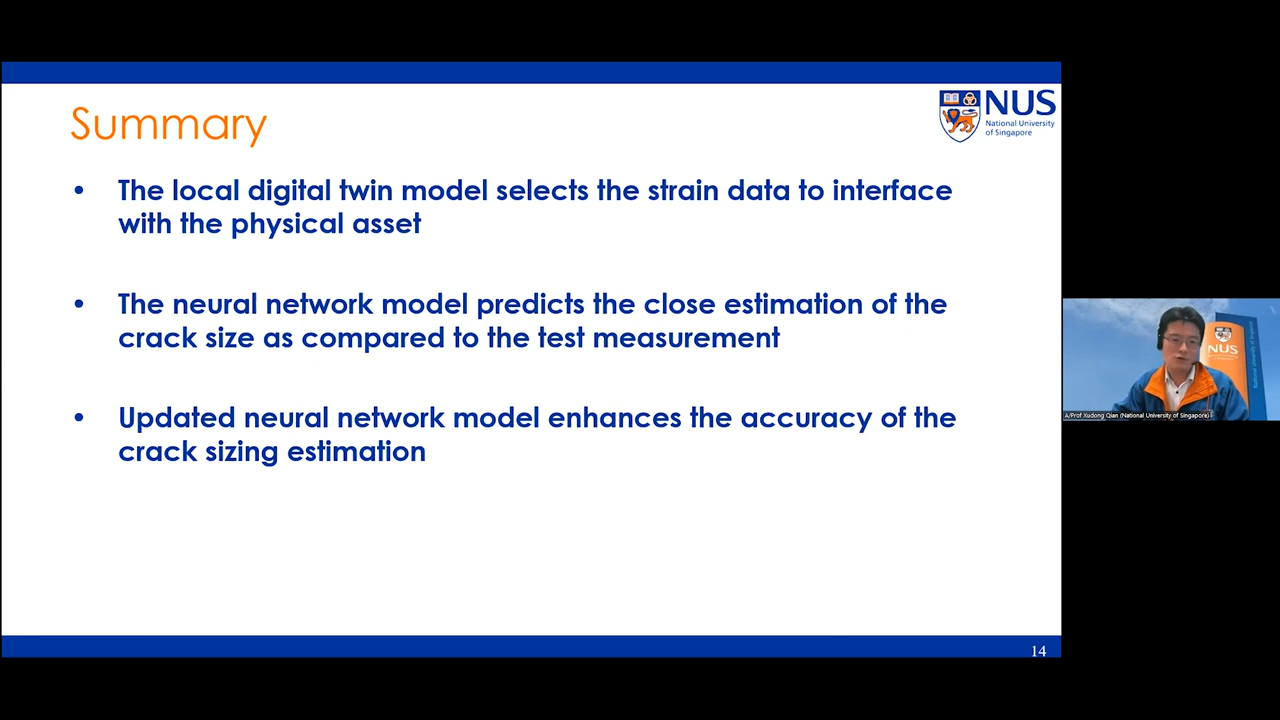 Summary
NUS
National University
of Singapore
• The local digital twin model selects the strain data to interface
with the physical asset
• The neural network model predicts the close estimation of the
crack size as compared to the test measurement
• Updated neural network model enhances the accuracy of the
crack sizing estimation
14
NUS
A/Prof Xudong Qian (National University of Singapore)